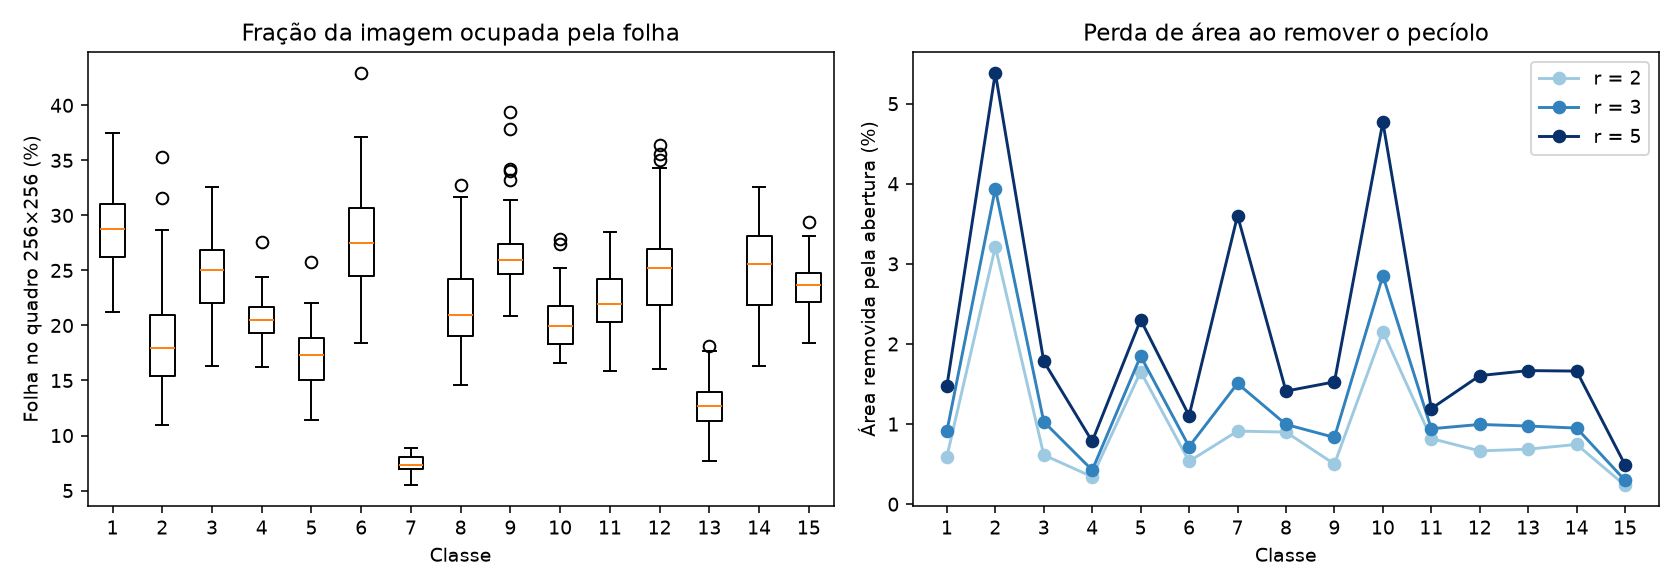 Fração da imagem ocupada pela folha
Folha no quadro 256×256 (%)
40
35
30
25
20
15
10
5
1 2 3 4 5 6 7 8 9 10 11 12 13 14 15
Classe
Perda de área ao remover o pecíolo
Área removida pela abertura (%)
5
4
3
2
1
0
r = 2
r = 3
r = 5
1 2 3 4 5 6 7 8 9 10 11 12 13 14 15
Classe